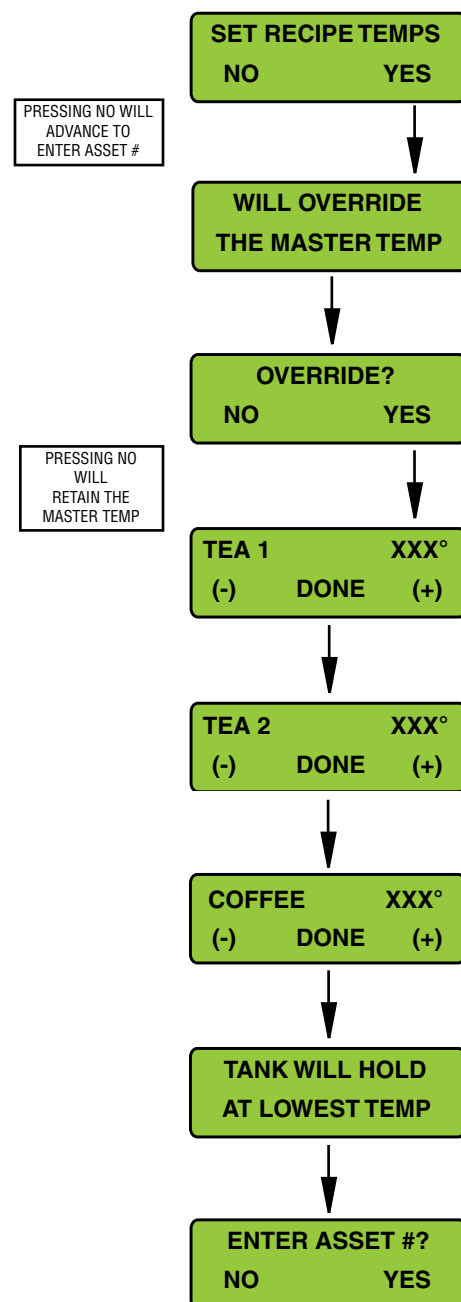 SET RECIPE TEMPS
NO YES
PRESSING NO WILL
ADVANCE TO
ENTER ASSET #
WILL OVERRIDE
THE MASTER TEMP
OVERRIDE?
NO YES
PRESSING NO
WILL
RETAIN THE
MASTER TEMP
TEA 1 XXX°
(-) DONE (+)
TEA 2 XXX°
(-) DONE (+)
COFFEE XXX°
(-) DONE (+)
TANK WILL HOLD
AT LOWEST TEMP
ENTER ASSET #?
NO YES